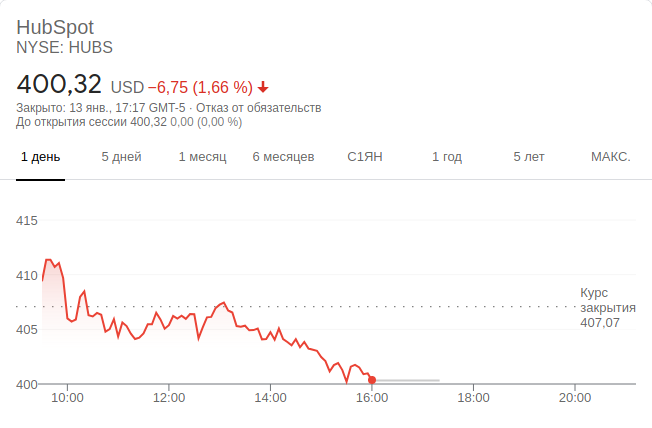 HubSpot
NYSE: HUBS
400,32 USD −6,75 (1,66 %)
Закрыто: 13 янв., 17:17 GMT-5 · Отказ от обязательств
До открытия сессии 400,32 0,00 (0,00 %)
1 день 5 дней 1 месяц 6 месяцев С1ЯН 1 год 5 лет МАКС.
415
410
Курс
закрытия
407,07
405
400
10:00 12:00 14:00 16:00 18:00 20:00